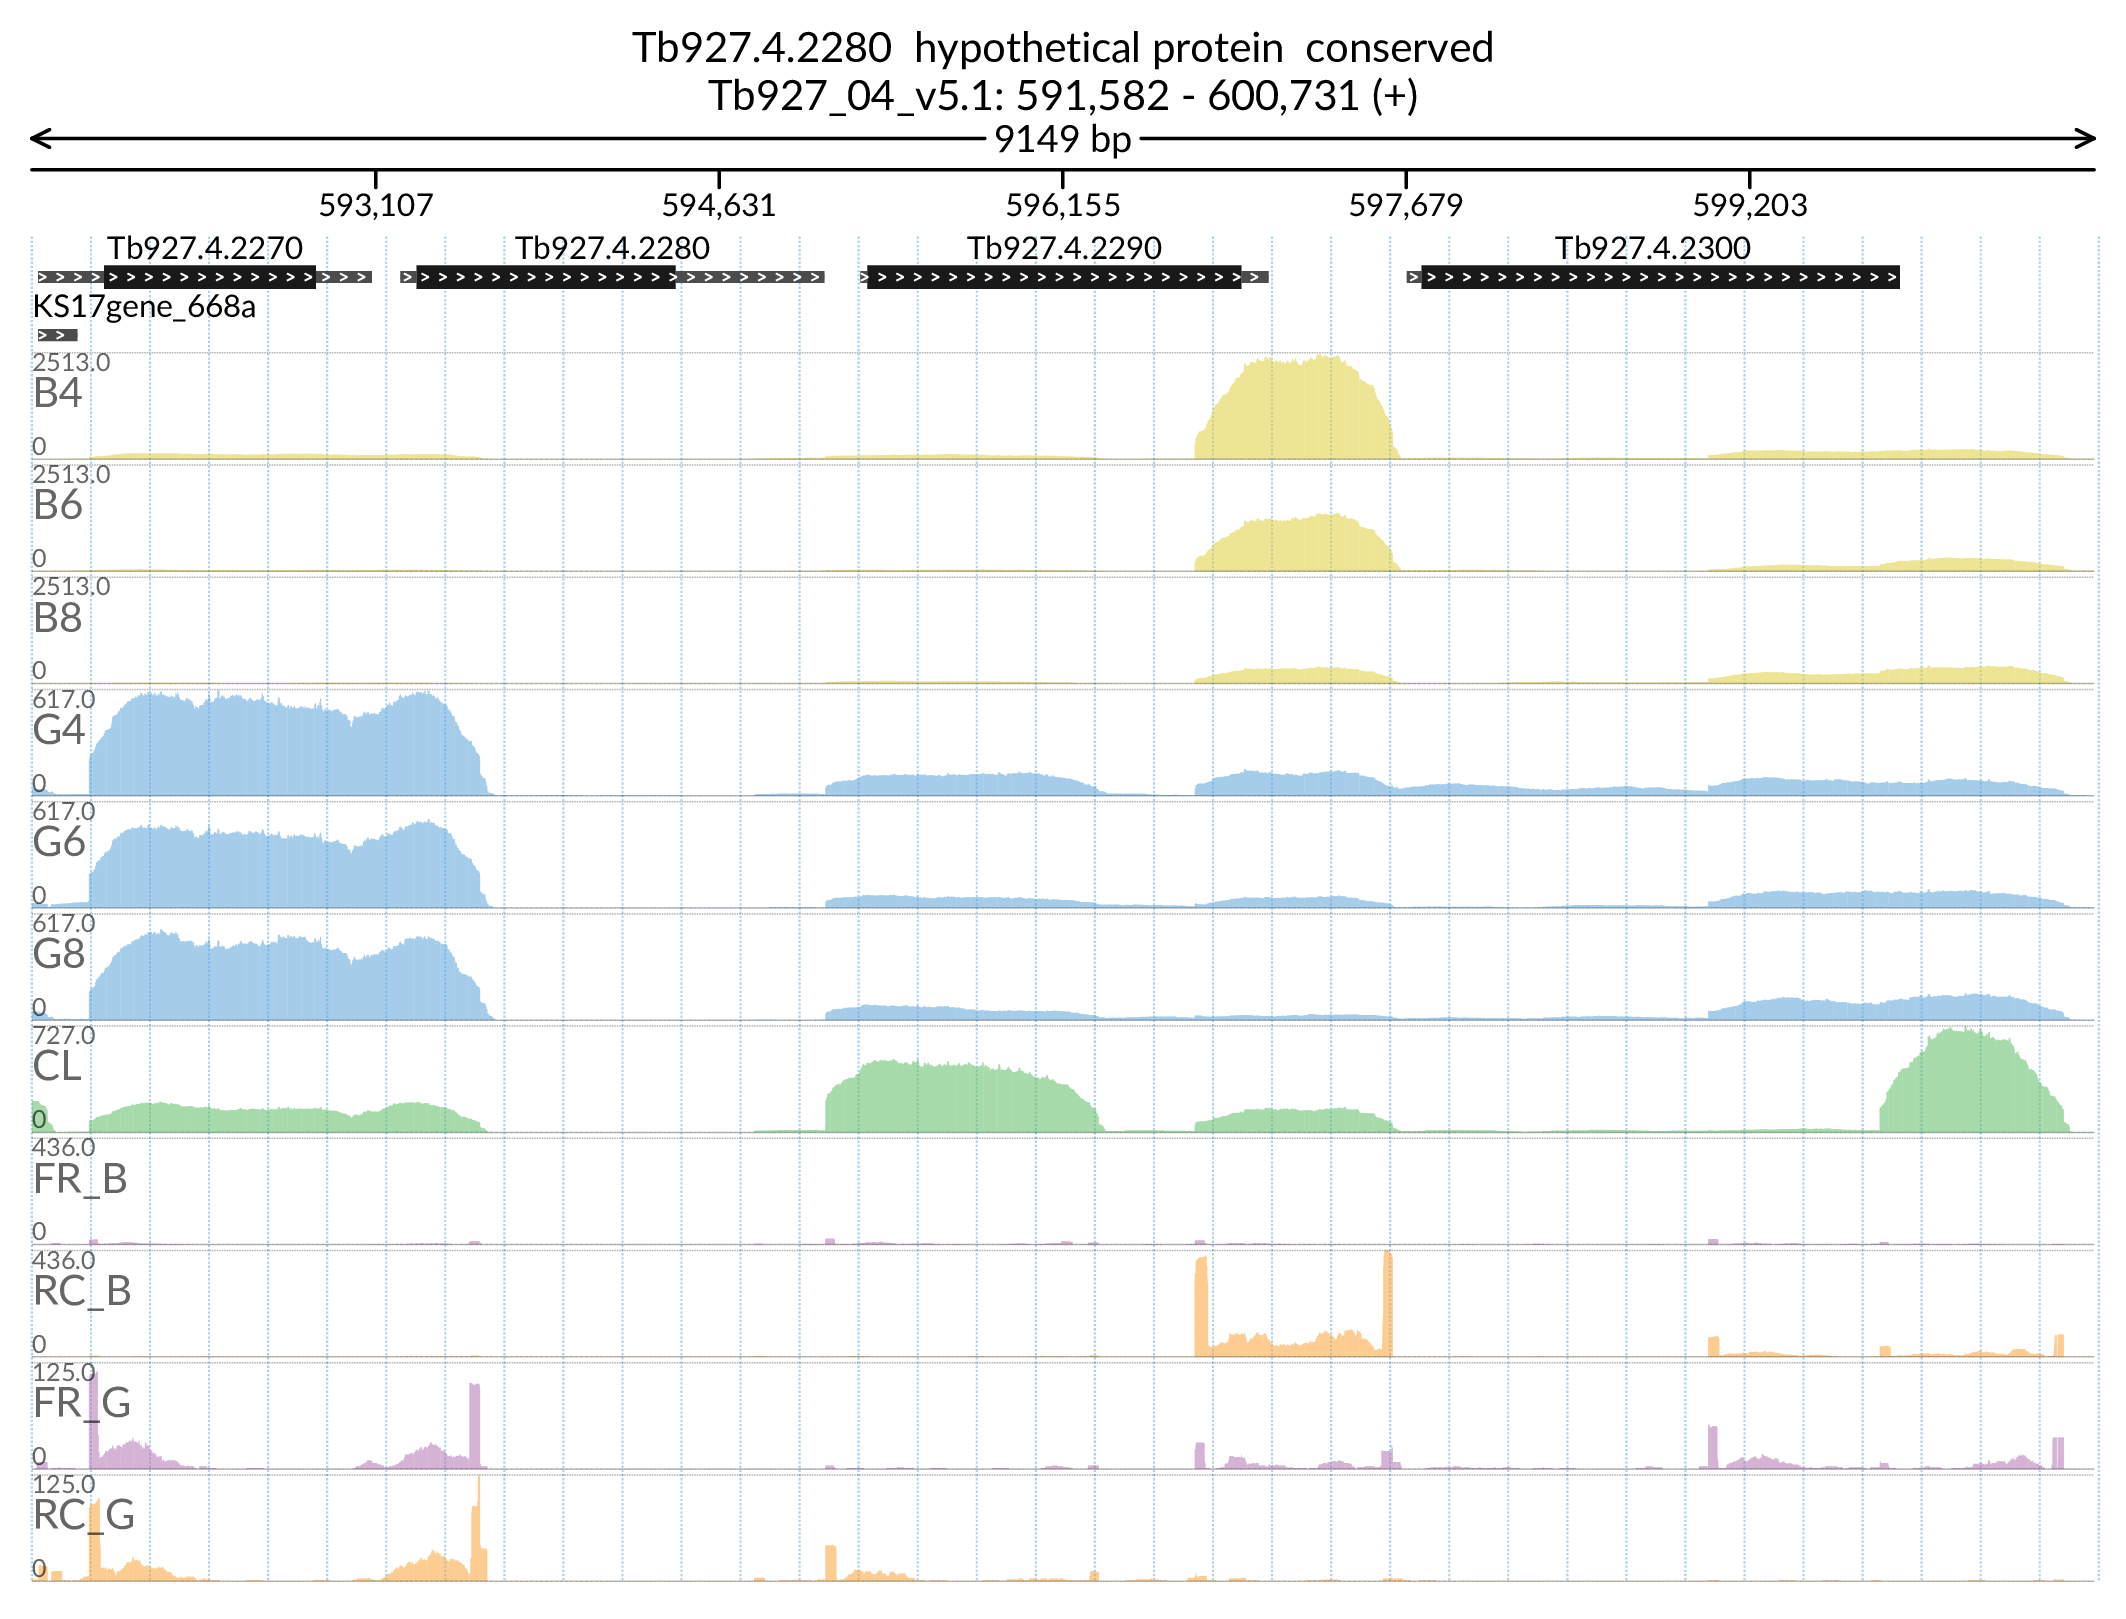 Tb927.4.2280  hypothetical protein  conserved
Tb927_04_v5.1: 591,582 - 600,731 (+)
9149 bp
593,107 594,631 596,155 597,679 599,203
Tb927.4.2270 Tb927.4.2280 Tb927.4.2290 Tb927.4.2300
KS17gene_668a
2513.0
B4
0
2513.0
B6
0
2513.0
B8
0
617.0
G4
0
617.0
G6
0
617.0
G8
0
727.0
CL
0
436.0
FR_B
0
436.0
RC_B
0
125.0
FR_G
0
125.0
RC_G
0